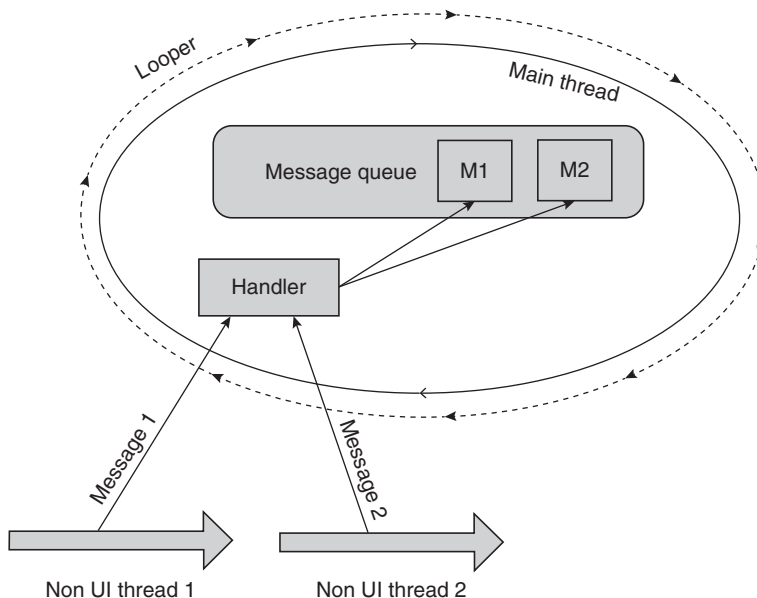 Looper
Main thread
Message queue
M1
M2
Handler
Message 1
Message 2
Non UI thread 1
Non UI thread 2